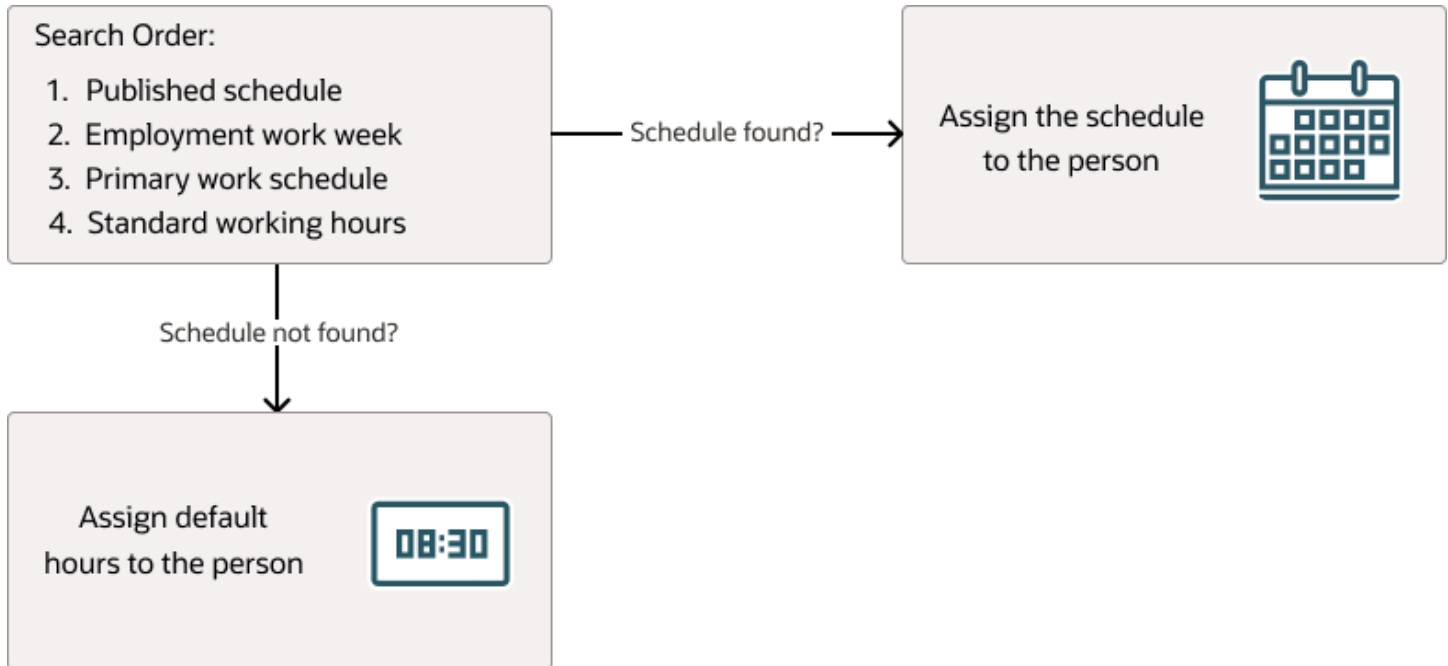 Search Order:
1. Published schedule
2. Employment work week
3. Primary work schedule
4. Standard working hours
Schedule found?
Assign the schedule
to the person
Schedule not found?
Assign default
hours to the person
08:30